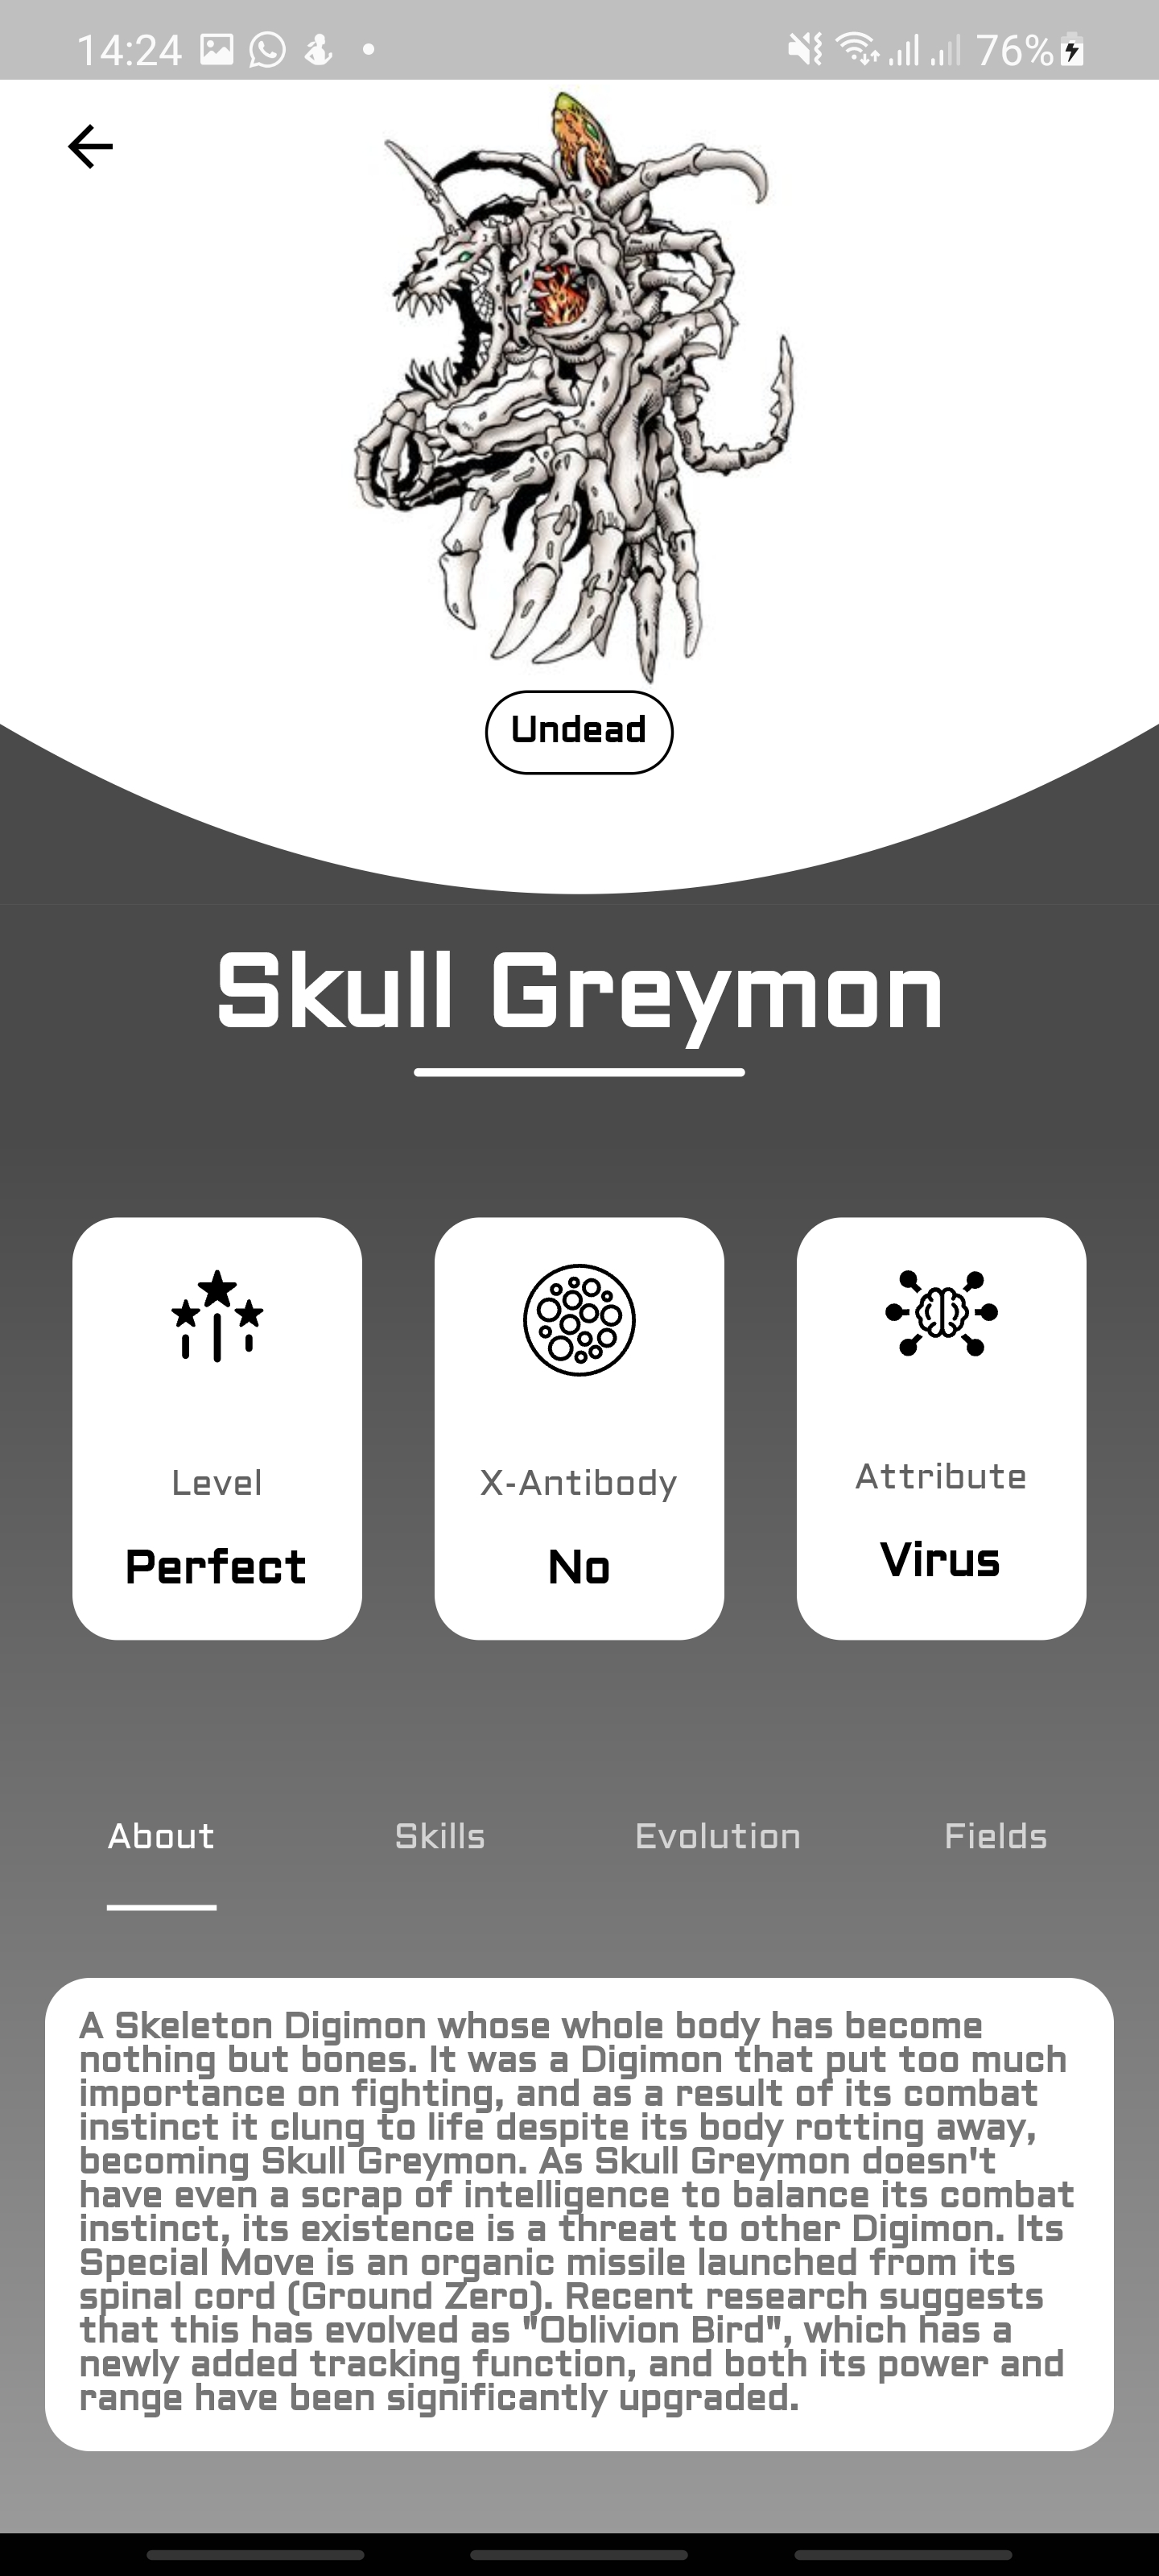 14:24
76%
Undead
Skull Greymon
Level
X-Antibody
Attribute
Perfect
No
Virus
About
Skills
Evolution
Fields
A Skeleton Digimon whose whole body has become
nothing but bones. It was a Digimon that put too much
importance on fighting, and as a result of its combat
instinct it clung to life despite its body rotting away,
becoming Skull Greymon. As Skull Greymon doesn't
have even a scrap of intelligence to balance its combat
instinct, its existence is a threat to other Digimon. Its
Special Move is an organic missile launched from its
spinal cord (Ground Zero). Recent research suggests
that this has evolved as "Oblivion Bird", which has a
newly added tracking function, and both its power and
range have been significantly upgraded.